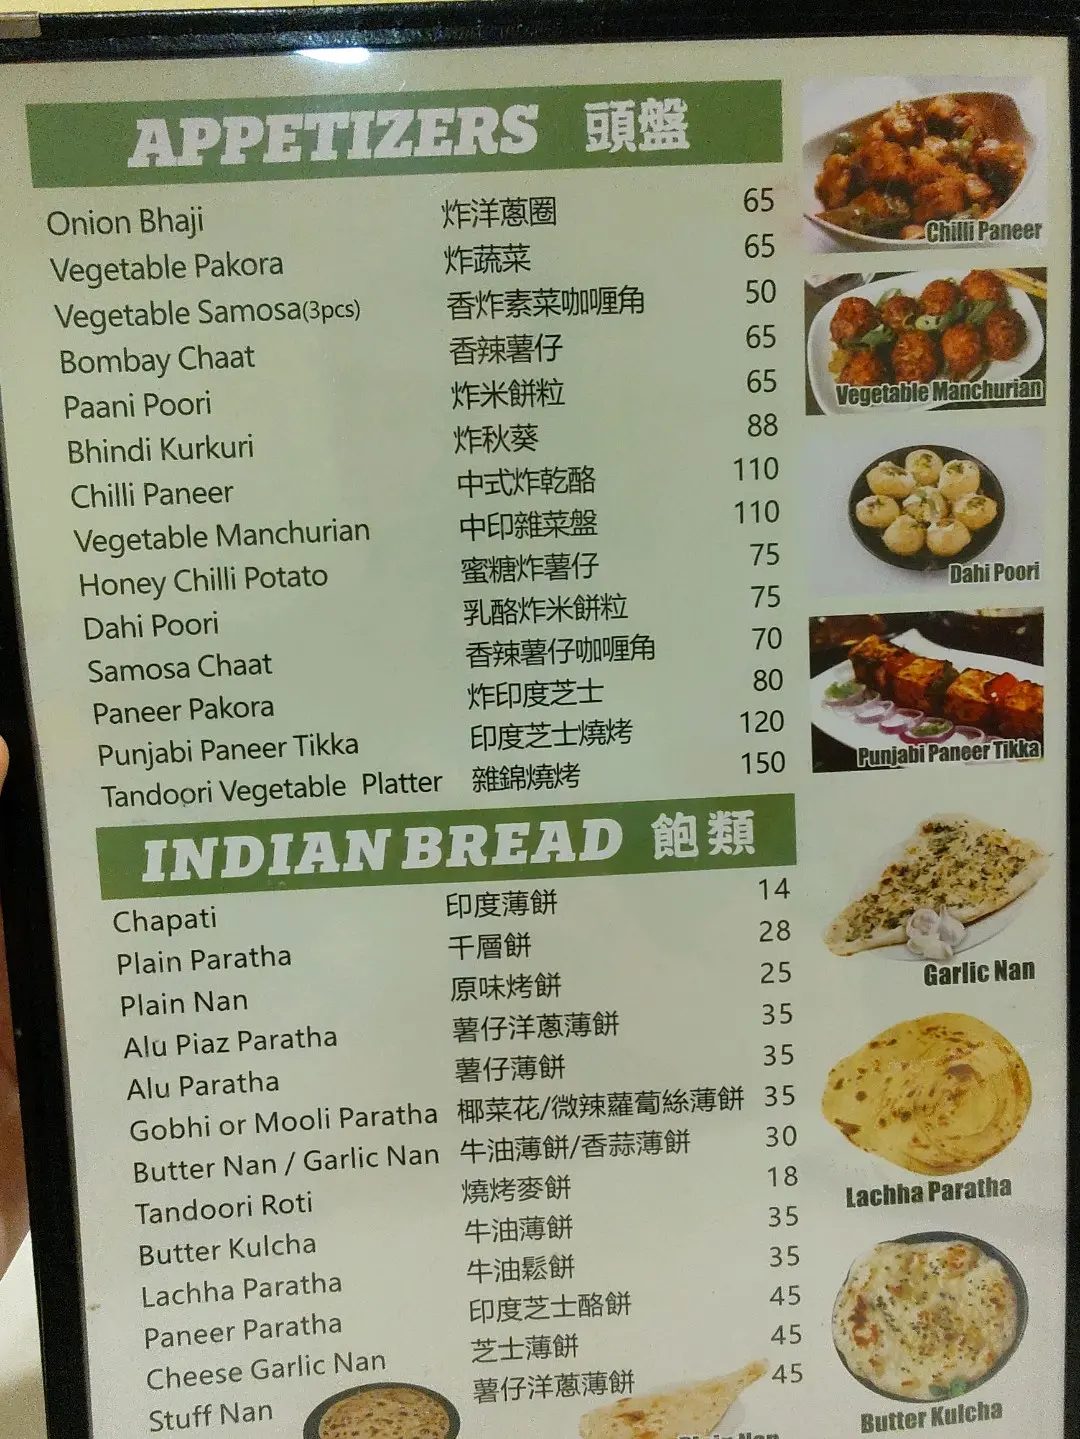 APPETIZERS 頭盤
Onion Bhaji 炸洋蔥圈 65
Vegetable Pakora 炸蔬菜 65
Vegetable Samosa(3pcs) 香炸素菜咖喱角 50
Bombay Chaat 香辣薯仔 65
Paani Poori 炸米餅粒 65
Bhindi Kurkuri 炸秋葵 88
Chilli Paneer 中式炸乾酪 110
Vegetable Manchurian 中印雜菜盤 110
Honey Chilli Potato 蜜糖炸薯仔 75
Dahi Poori 乳酪炸米餅粒 75
Samosa Chaat 香辣薯仔咖喱角 70
Paneer Pakora 炸印度芝士 80
Punjabi Paneer Tikka 印度芝士燒烤 120
Tandoori Vegetable Platter 雜錦燒烤 150
INDIAN BREAD 飽類
Chapati 印度薄餅 14
Plain Paratha 千層餅 28
Plain Nan 原味烤餅 25
Alu Piaz Paratha 薯仔洋蔥薄餅 35
Alu Paratha 薯仔薄餅 35
Gobhi or Mooli Paratha 椰菜花/微辣蘿蔔絲薄餅 35
Butter Nan / Garlic Nan 牛油薄餅/香蒜薄餅 30
Tandoori Roti 燒烤麥餅 18
Butter Kulcha 牛油薄餅 35
Lachha Paratha 牛油鬆餅 35
Paneer Paratha 印度芝士酪餅 45
Cheese Garlic Nan 芝士薄餅 45
Stuff Nan 薯仔洋蔥薄餅 45
Chilli Paneer
Vegetable Manchurian
Dahi Poori
Punjabi Paneer Tikka
Garlic Nan
Lachha Paratha
Butter Kulcha
Plain Nan